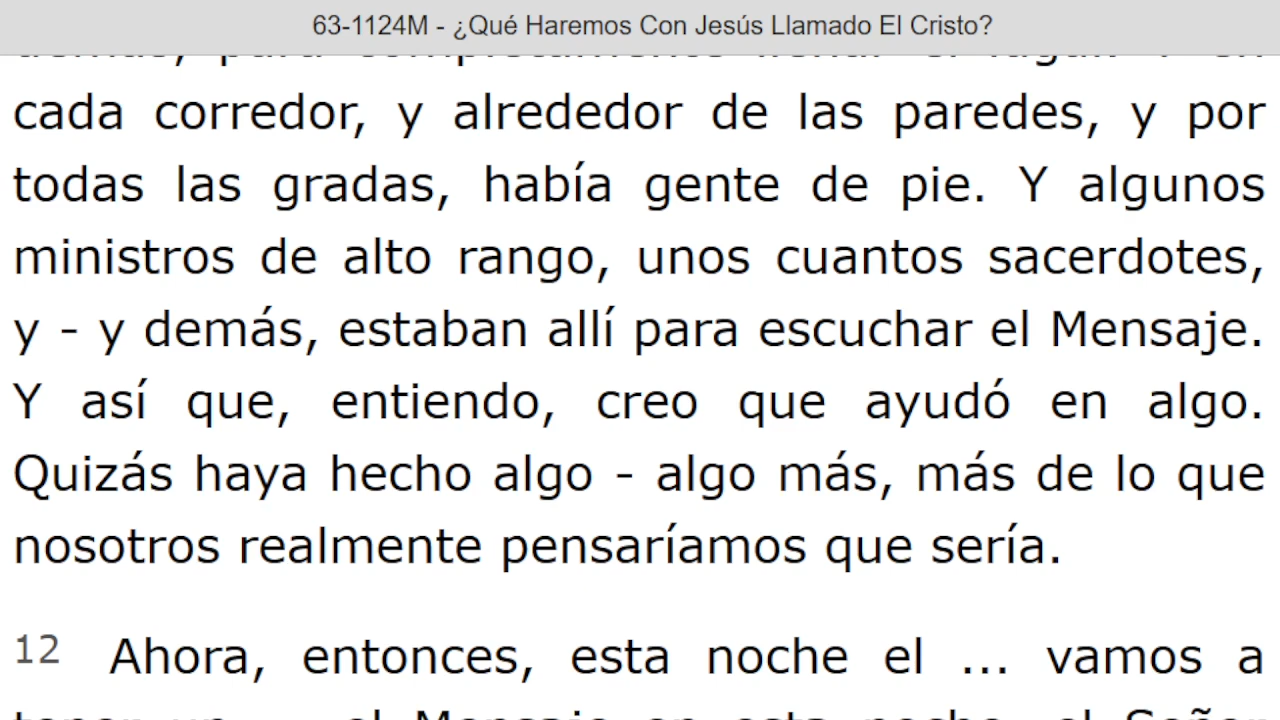 63-1124M - ¿Qué Haremos Con Jesús Llamado El Cristo?
cada corredor, y alrededor de las paredes, y por
todas las gradas, había gente de pie. Y algunos
ministros de alto rango, unos cuantos sacerdotes,
y - y demás, estaban allí para escuchar el Mensaje.
Y así que, entiendo, creo que ayudó en algo.
Quizás haya hecho algo - algo más, más de lo que
nosotros realmente pensaríamos que sería.
12 Ahora, entonces, esta noche el ... vamos a